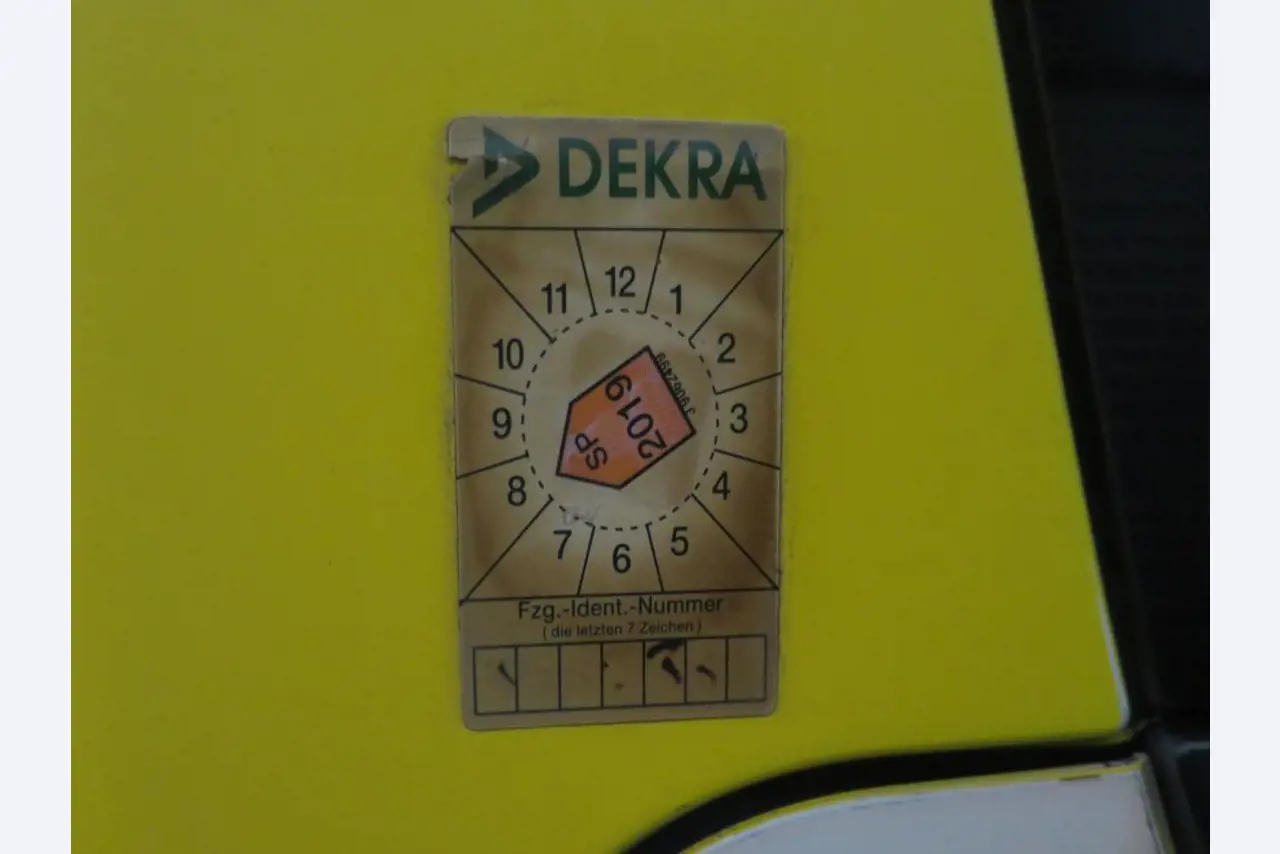 DEKRA
11 12 1
10 2
9 3
8 4
7 6 5
SP
2019
J 9062499
Fzg.-Ident.-Nummer
( die letzten 7 Zeichen )